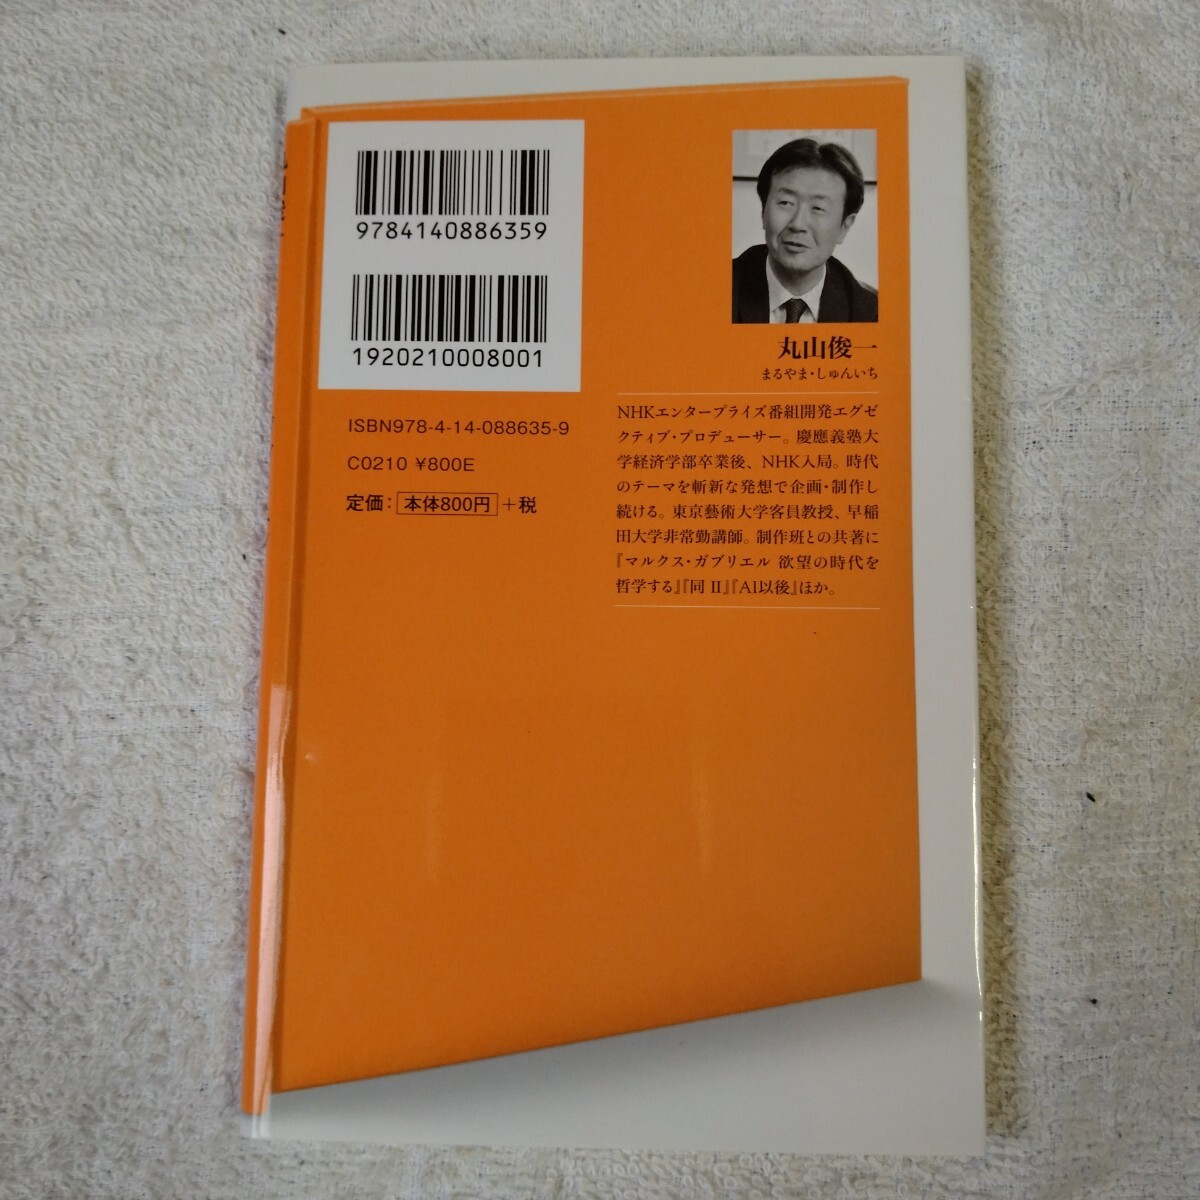 9784140886359
1920210008001
ISBN978-4-14-088635-9
C0210 ¥800E
定価: 本体800円 +税
丸山俊一
まるやま・しゅんいち
NHKエンタープライズ番組開発エグゼ
クティブ・プロデューサー。慶應義塾大
学経済学部卒業後、NHK入局。時代
のテーマを斬新な発想で企画・制作し
続ける。東京藝術大学客員教授、早稲
田大学非常勤講師。制作班との共著に
『マルクス・ガブリエル 欲望の時代を
哲学する』『同 II』『AI以後』ほか。